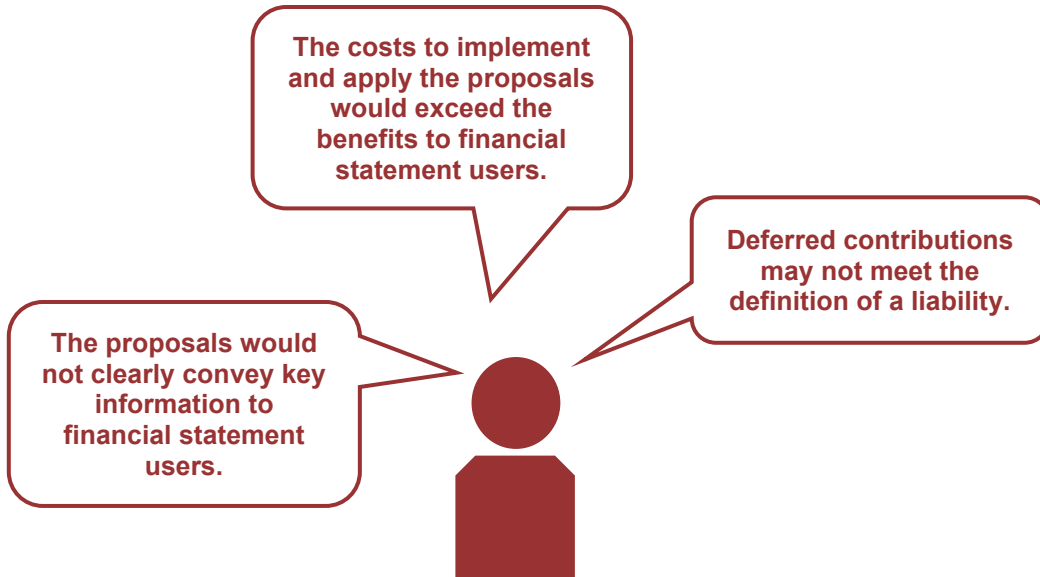 The costs to implement
and apply the proposals
would exceed the
benefits to financial
statement users.
Deferred contributions
may not meet the
definition of a liability.
The proposals would
not clearly convey key
information to
financial statement
users.